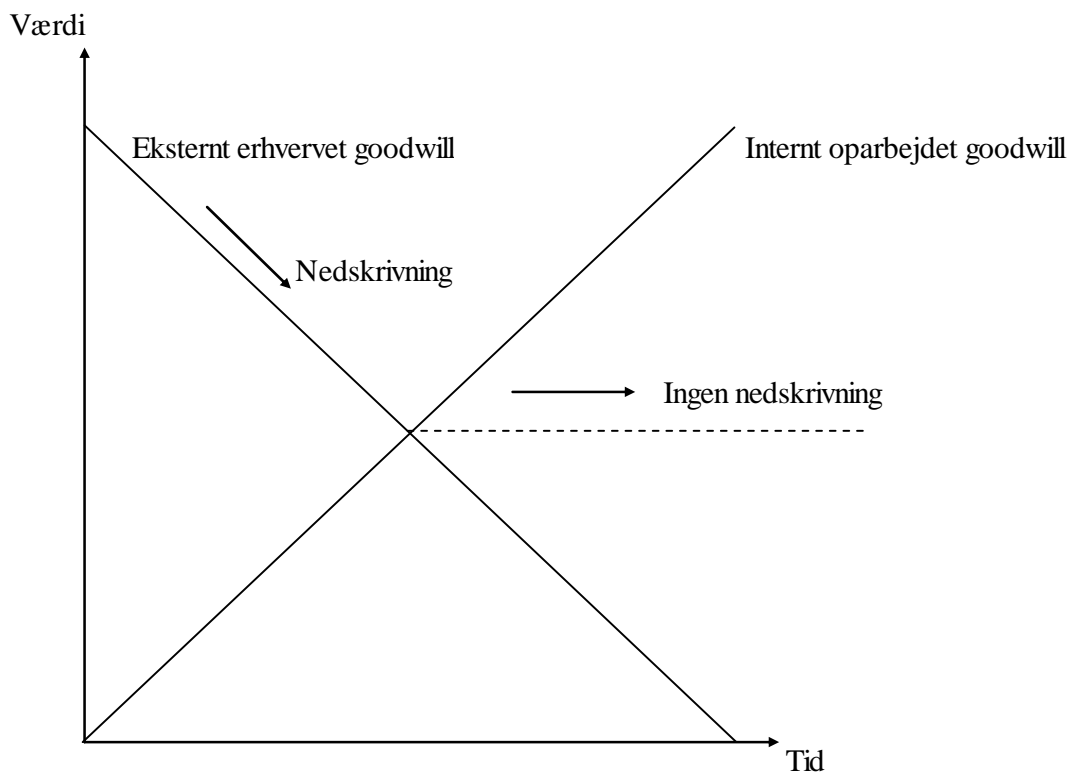 Værdi
Eksternt erhvervet goodwill
Internt oparbejdet goodwill
Nedskrivning
Ingen nedskrivning
Tid